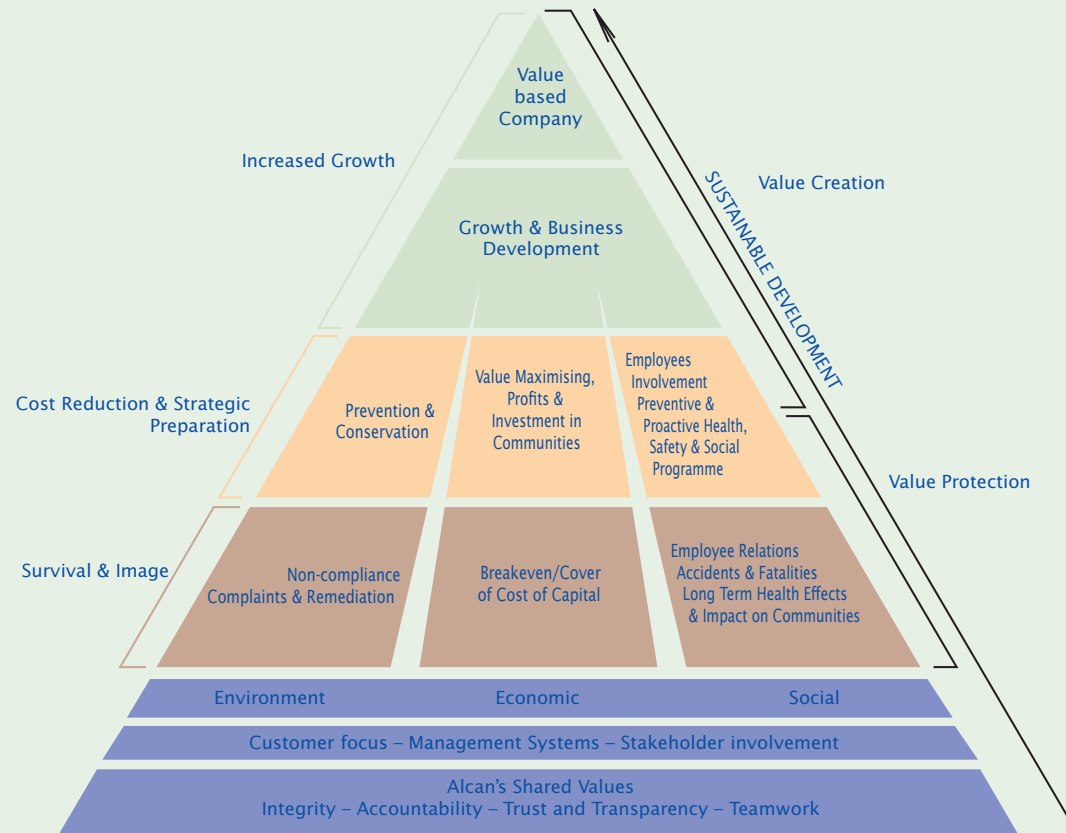 Value
based
Company
Increased Growth
Value Creation
SUSTAINABLE DEVELOPMENT
Growth & Business
Development
Cost Reduction & Strategic
Preparation
Prevention &
Conservation
Value Maximising,
Profits &
Investment in
Communities
Employees
Involvement
Preventive &
Proactive Health,
Safety & Social
Programme
Value Protection
Survival & Image
Non-compliance
Complaints & Remediation
Breakeven/Cover
of Cost of Capital
Employee Relations
Accidents & Fatalities
Long Term Health Effects
& Impact on Communities
Environment
Economic
Social
Customer focus – Management Systems – Stakeholder involvement
Alcan's Shared Values
Integrity – Accountability – Trust and Transparency – Teamwork